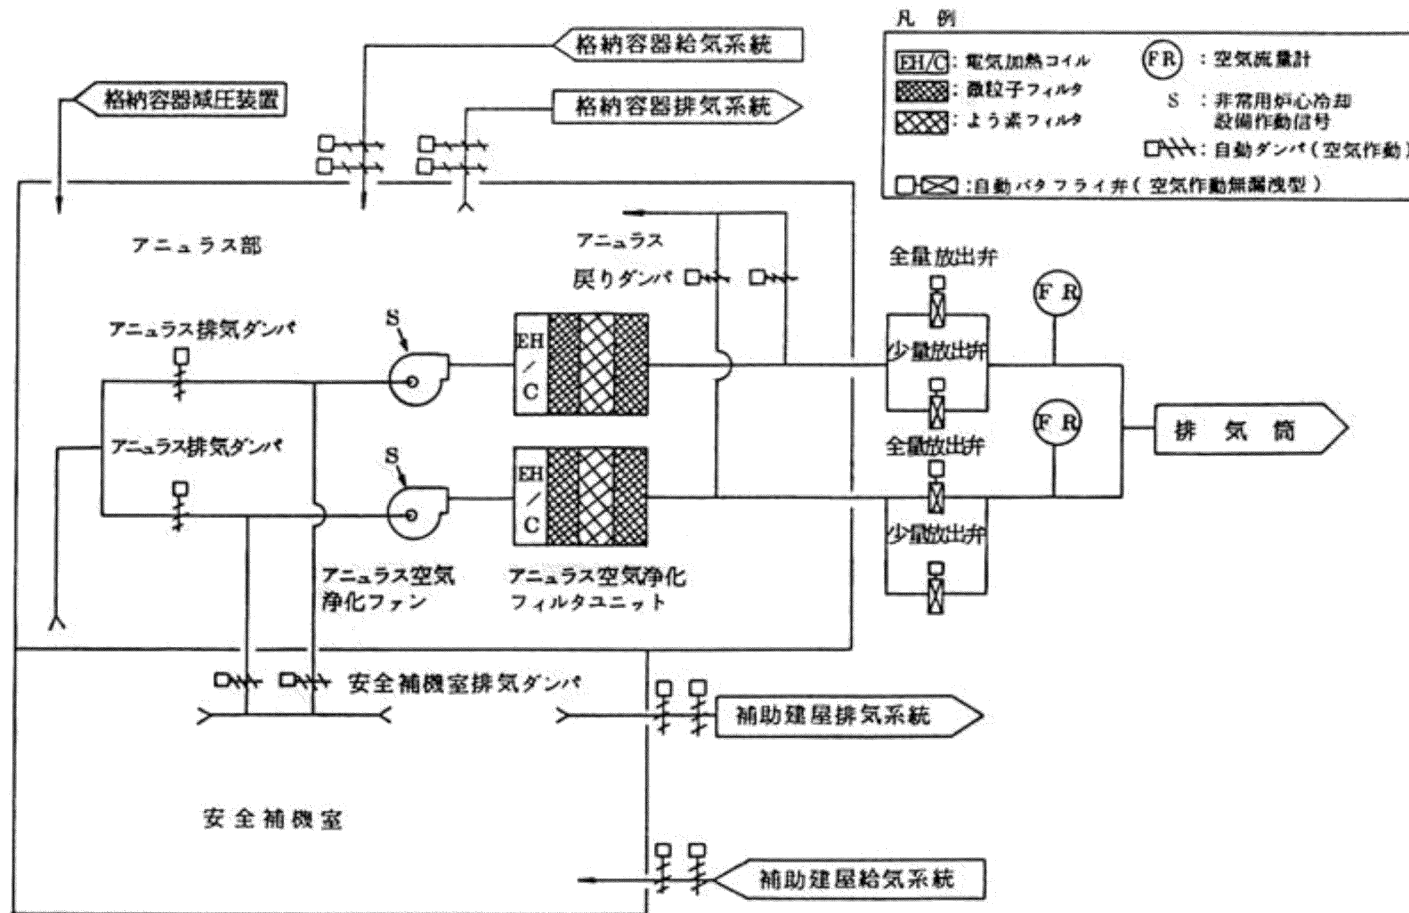 格納容器給気系統
格納容器減圧装置
格納容器排気系統
凡 例
EH/C : 電気加熱コイル
FR : 空気流量計
: 微粒子フィルタ
S : 非常用炉心冷却
設備作動信号
: よう素フィルタ
: 自動ダンパ(空気作動)
: 自動バタフライ弁(空気作動無漏洩型)
アニュラス部
アニュラス
戻りダンパ
全量放出弁
FR
アニュラス排気ダンパ
S
EH
/
C
少量放出弁
アニュラス排気ダンパ
S
EH
/
C
全量放出弁
FR
排 気 筒
少量放出弁
アニュラス空気
浄化ファン
アニュラス空気浄化
フィルタユニット
安全補機室排気ダンパ
補助建屋排気系統
安全補機室
補助建屋給気系統